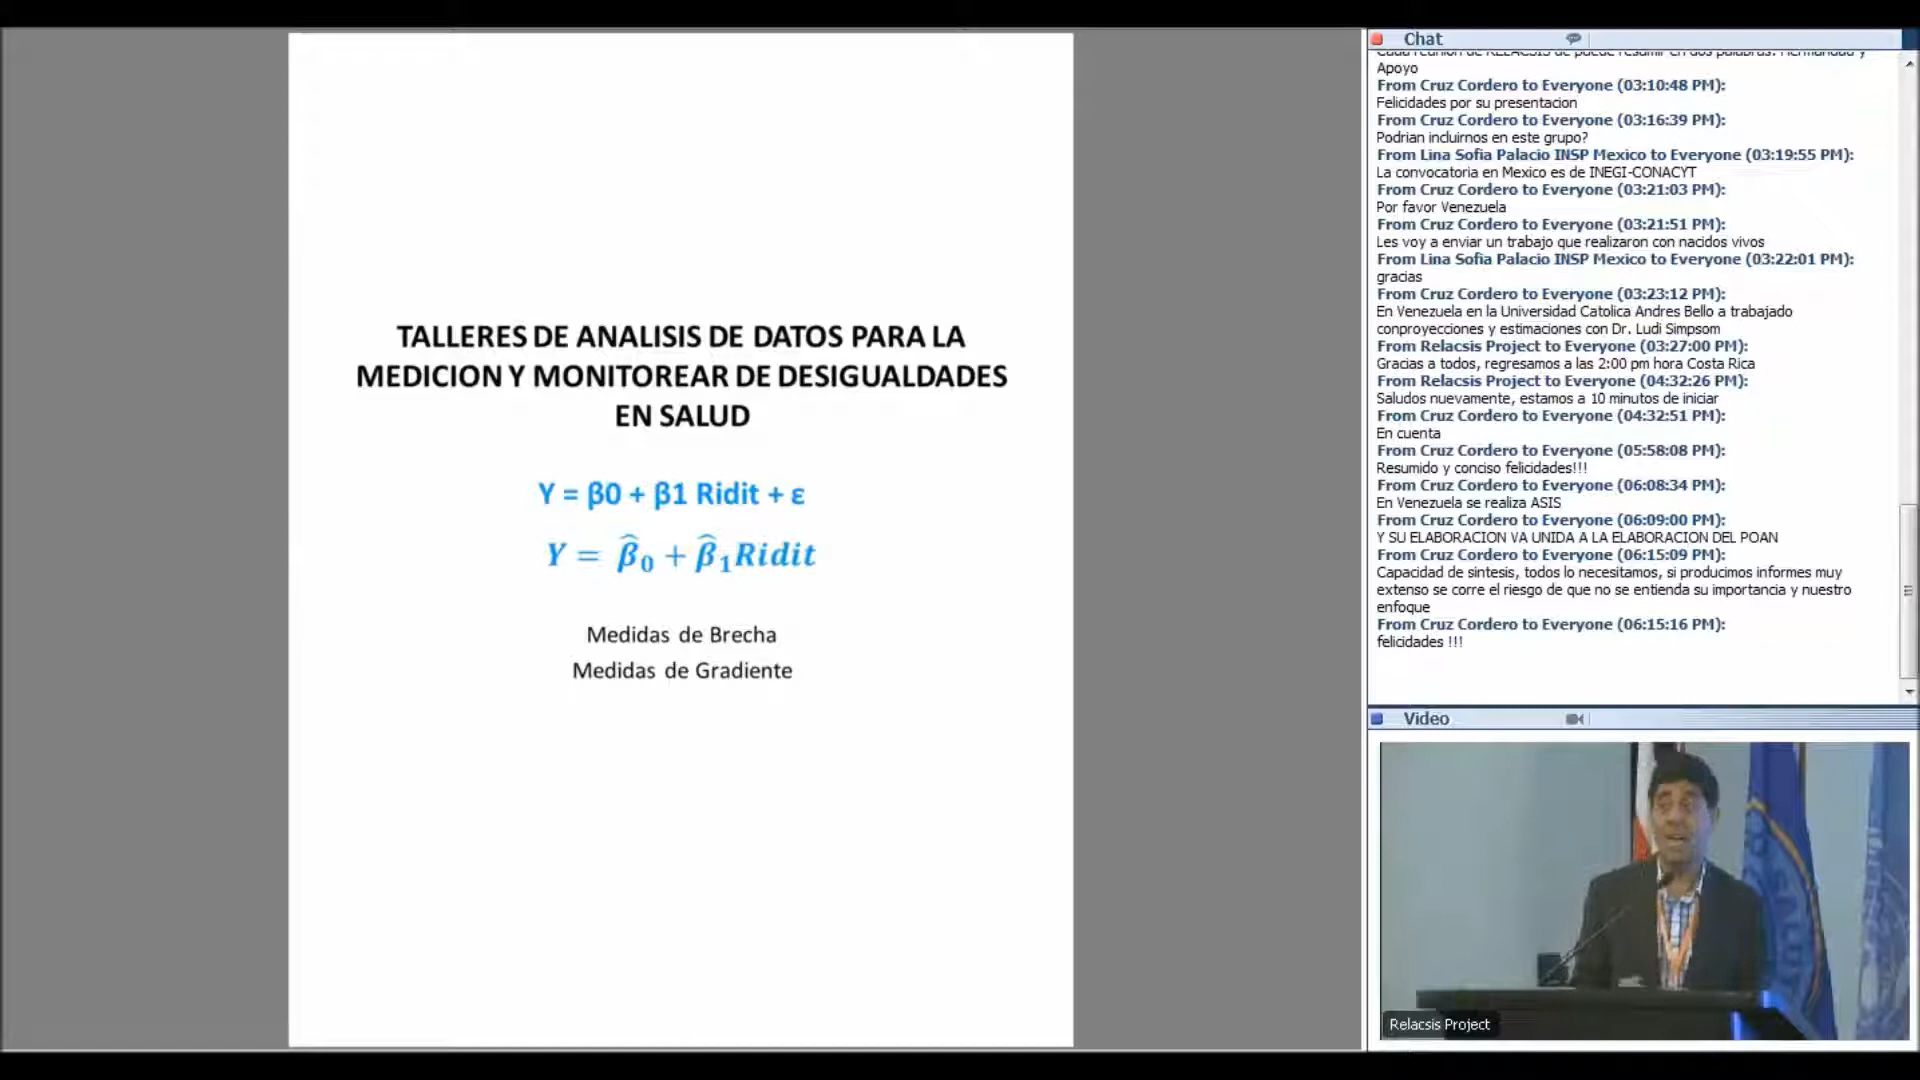 TALLERES DE ANALISIS DE DATOS PARA LA
MEDICION Y MONITOREAR DE DESIGUALDADES
EN SALUD
Y = β0 + β1 Ridit + ε
Y = β̂₀ + β̂₁Ridit
Medidas de Brecha
Medidas de Gradiente
Chat
Cada reunion de RELACSIS de puede resumir en dos palabras: Hermandad y
Apoyo
From Cruz Cordero to Everyone (03:10:48 PM):
Felicidades por su presentacion
From Cruz Cordero to Everyone (03:16:39 PM):
Podrian incluirnos en este grupo?
From Lina Sofia Palacio INSP Mexico to Everyone (03:19:55 PM):
La convocatoria en Mexico es de INEGI-CONACYT
From Cruz Cordero to Everyone (03:21:03 PM):
Por favor Venezuela
From Cruz Cordero to Everyone (03:21:51 PM):
Les voy a enviar un trabajo que realizaron con nacidos vivos
From Lina Sofia Palacio INSP Mexico to Everyone (03:22:01 PM):
gracias
From Cruz Cordero to Everyone (03:23:12 PM):
En Venezuela en la Universidad Catolica Andres Bello a trabajado
conproyecciones y estimaciones con Dr. Ludi Simpsom
From Relacsis Project to Everyone (03:27:00 PM):
Gracias a todos, regresamos a las 2:00 pm hora Costa Rica
From Relacsis Project to Everyone (04:32:26 PM):
Saludos nuevamente, estamos a 10 minutos de iniciar
From Cruz Cordero to Everyone (04:32:51 PM):
En cuenta
From Cruz Cordero to Everyone (05:58:08 PM):
Resumido y conciso felicidades!!!
From Cruz Cordero to Everyone (06:08:34 PM):
En Venezuela se realiza ASIS
From Cruz Cordero to Everyone (06:09:00 PM):
Y SU ELABORACION VA UNIDA A LA ELABORACION DEL POAN
From Cruz Cordero to Everyone (06:15:09 PM):
Capacidad de sintesis, todos lo necesitamos, si producimos informes muy
extenso se corre el riesgo de que no se entienda su importancia y nuestro
enfoque
From Cruz Cordero to Everyone (06:15:16 PM):
felicidades !!!
Video
Relacsis Project